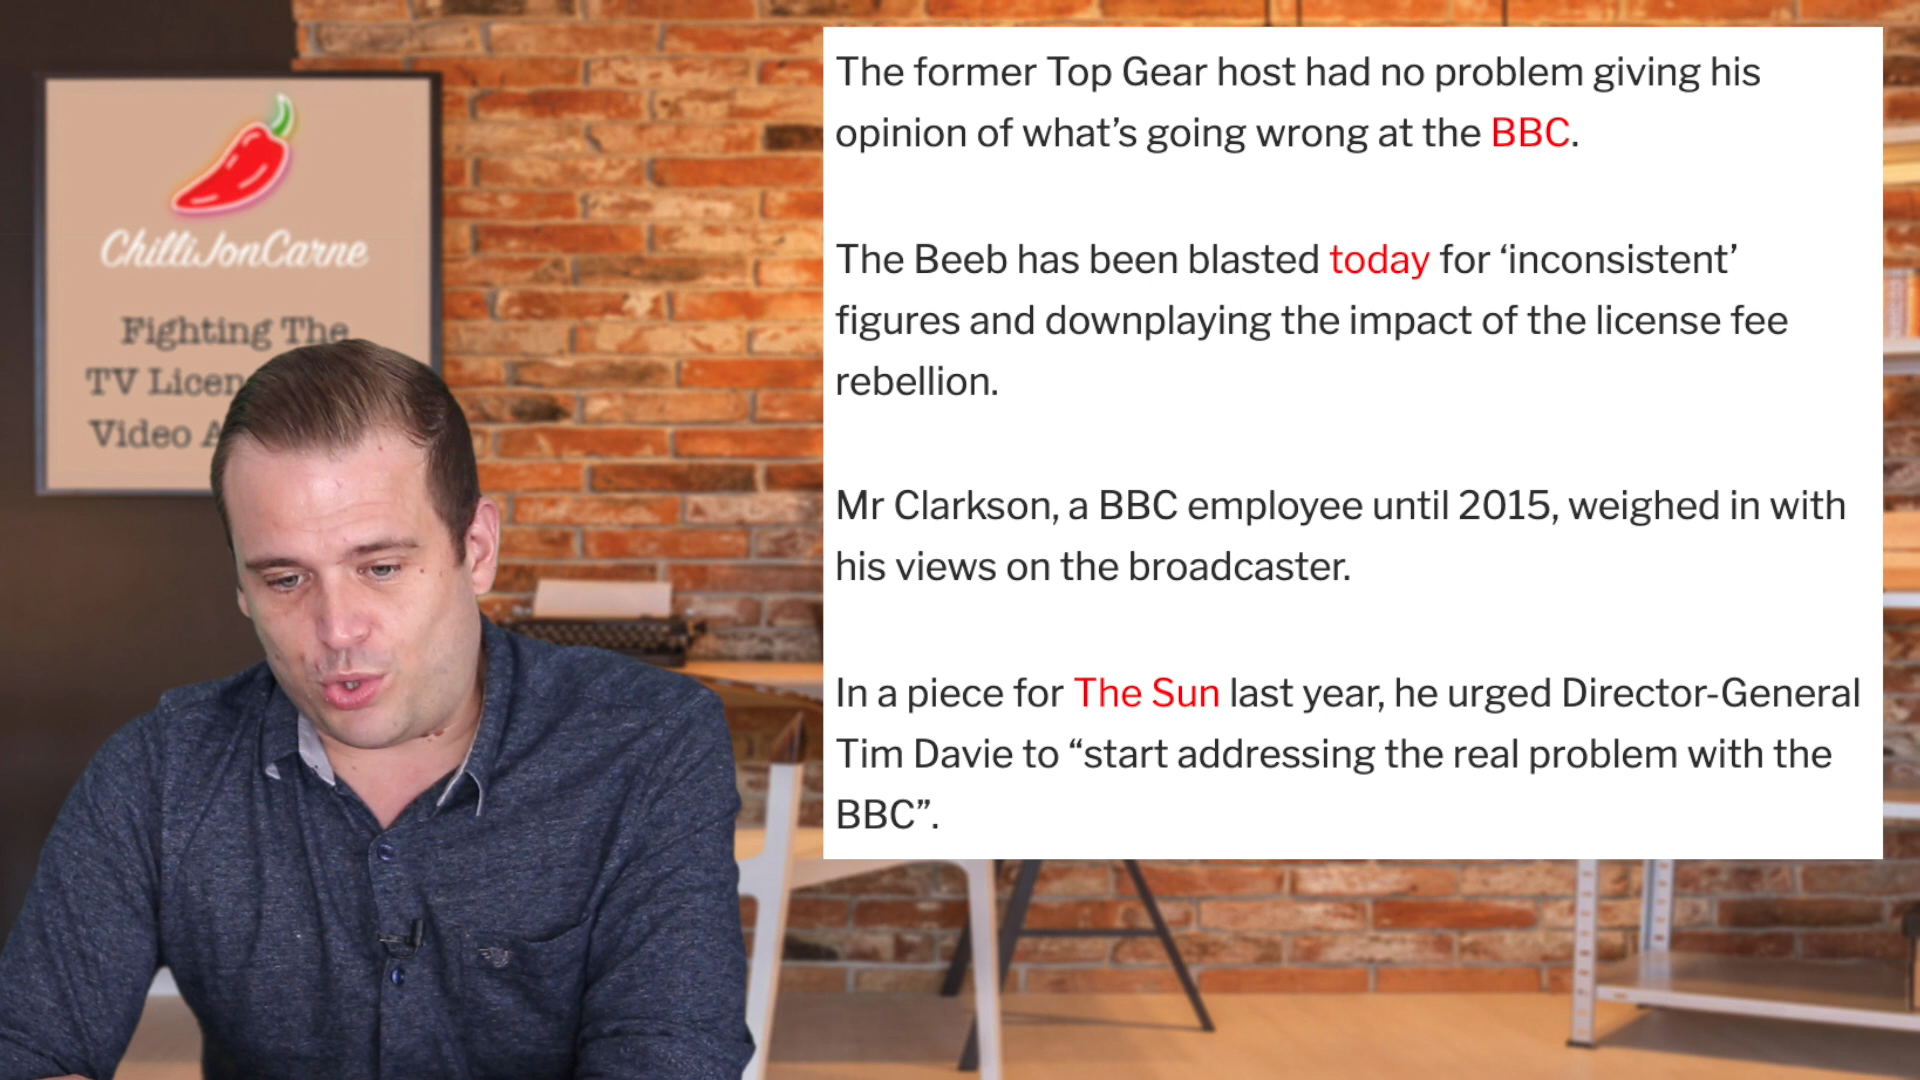 ChilliJonCarne
Fighting The
TV Licen
Video A
The former Top Gear host had no problem giving his
opinion of what’s going wrong at the BBC.
The Beeb has been blasted today for ‘inconsistent’
figures and downplaying the impact of the license fee
rebellion.
Mr Clarkson, a BBC employee until 2015, weighed in with
his views on the broadcaster.
In a piece for The Sun last year, he urged Director-General
Tim Davie to “start addressing the real problem with the
BBC”.